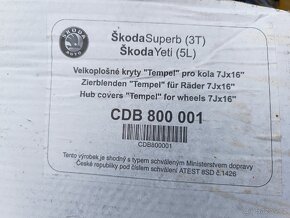 ŠKODA
AUTO
ŠkodaSuperb (3T)
ŠkodaYeti (5L)
Velkoplošné kryty "Tempel" pro kola 7Jx16"
Zierblenden "Tempel" für Räder 7Jx16"
Hub covers "Tempel" for wheels 7Jx16"
CDB 800 001
CDB800001
Tento výrobek je shodný s typem schváleným Ministerstvem dopravy
České republiky pod číslem schválení ATEST 8SD č.1426